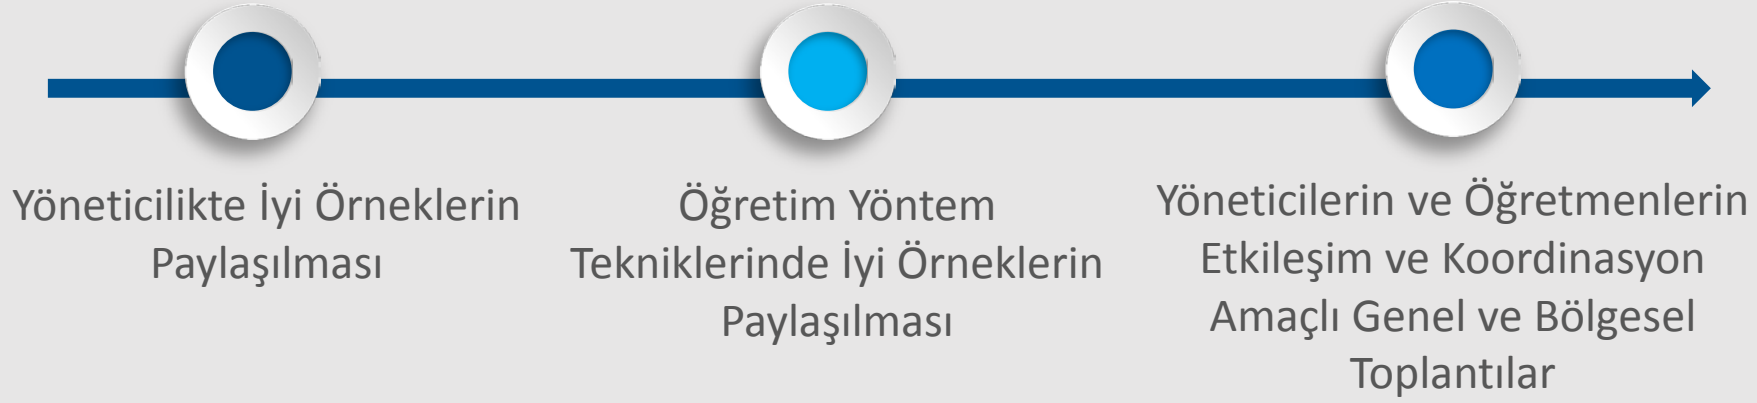 Yöneticilikte İyi Örneklerin
Paylaşılması
Öğretim Yöntem
Tekniklerinde İyi Örneklerin
Paylaşılması
Yöneticilerin ve Öğretmenlerin
Etkileşim ve Koordinasyon
Amaçlı Genel ve Bölgesel
Toplantılar